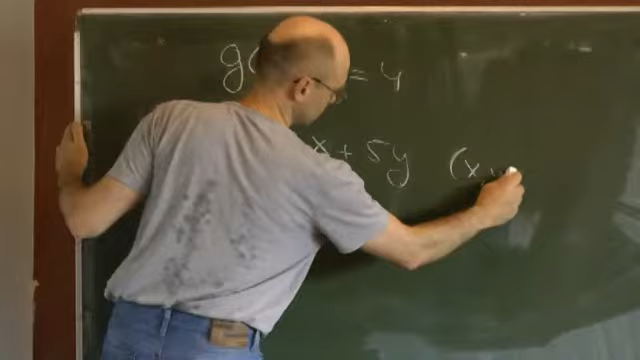 g( = 4
x + 5y (x,